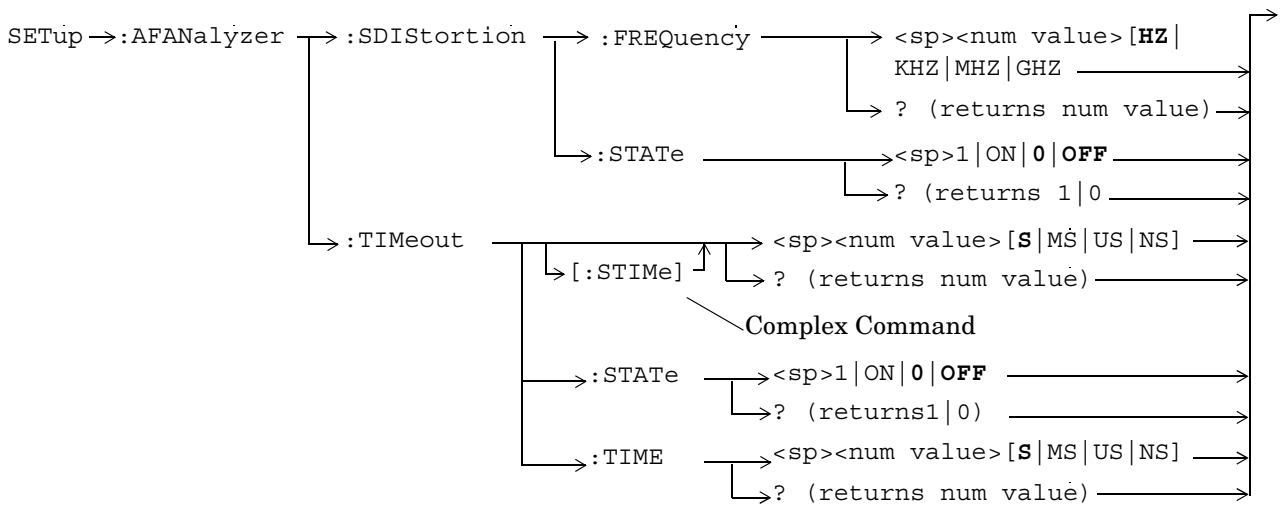 SETup :AFANalyzer :SDIStortion :FREQuency <sp><num value>[HZ|
KHZ|MHZ|GHZ
? (returns num value)
:STATe <sp>1|ON|0|OFF
? (returns 1|0
:TIMeout <sp><num value>[S|MS|US|NS]
[:STIMe] ? (returns num value)
Complex Command
:STATe <sp>1|ON|0|OFF
? (returns1|0)
:TIME <sp><num value>[S|MS|US|NS]
? (returns num value)